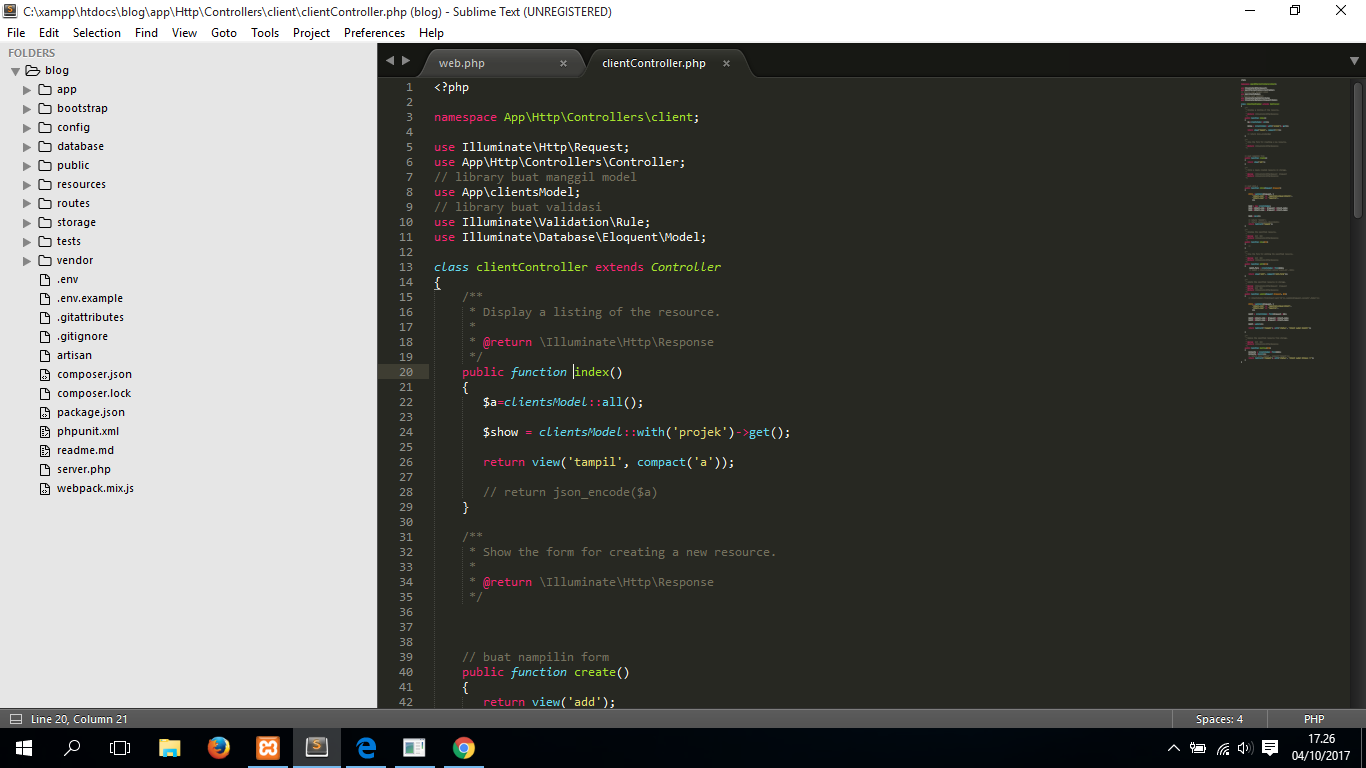 C:\xampp\htdocs\blog\app\Http\Controllers\client\clientController.php (blog) - Sublime Text (UNREGISTERED)
File Edit Selection Find View Goto Tools Project Preferences Help
FOLDERS
blog
app
bootstrap
config
database
public
resources
routes
storage
tests
vendor
.env
.env.example
.gitattributes
.gitignore
artisan
composer.json
composer.lock
package.json
phpunit.xml
readme.md
server.php
webpack.mix.js
web.php × clientController.php ×
1 <?php
2
3 namespace App\Http\Controllers\client;
4
5 use Illuminate\Http\Request;
6 use App\Http\Controllers\Controller;
7 // library buat manggil model
8 use App\clientsModel;
9 // library buat validasi
10 use Illuminate\Validation\Rule;
11 use Illuminate\Database\Eloquent\Model;
12
13 class clientController extends Controller
14 {
15 /**
16 * Display a listing of the resource.
17 *
18 * @return \Illuminate\Http\Response
19 */
20 public function index()
21 {
22 $a=clientsModel::all();
23
24 $show = clientsModel::with('projek')->get();
25
26 return view('tampil', compact('a'));
27
28 // return json_encode($a)
29 }
30
31 /**
32 * Show the form for creating a new resource.
33 *
34 * @return \Illuminate\Http\Response
35 */
36
37
38
39 // buat nampilin form
40 public function create()
41 {
42 return view('add');
Line 20, Column 21 Spaces: 4 PHP
17.26
04/10/2017